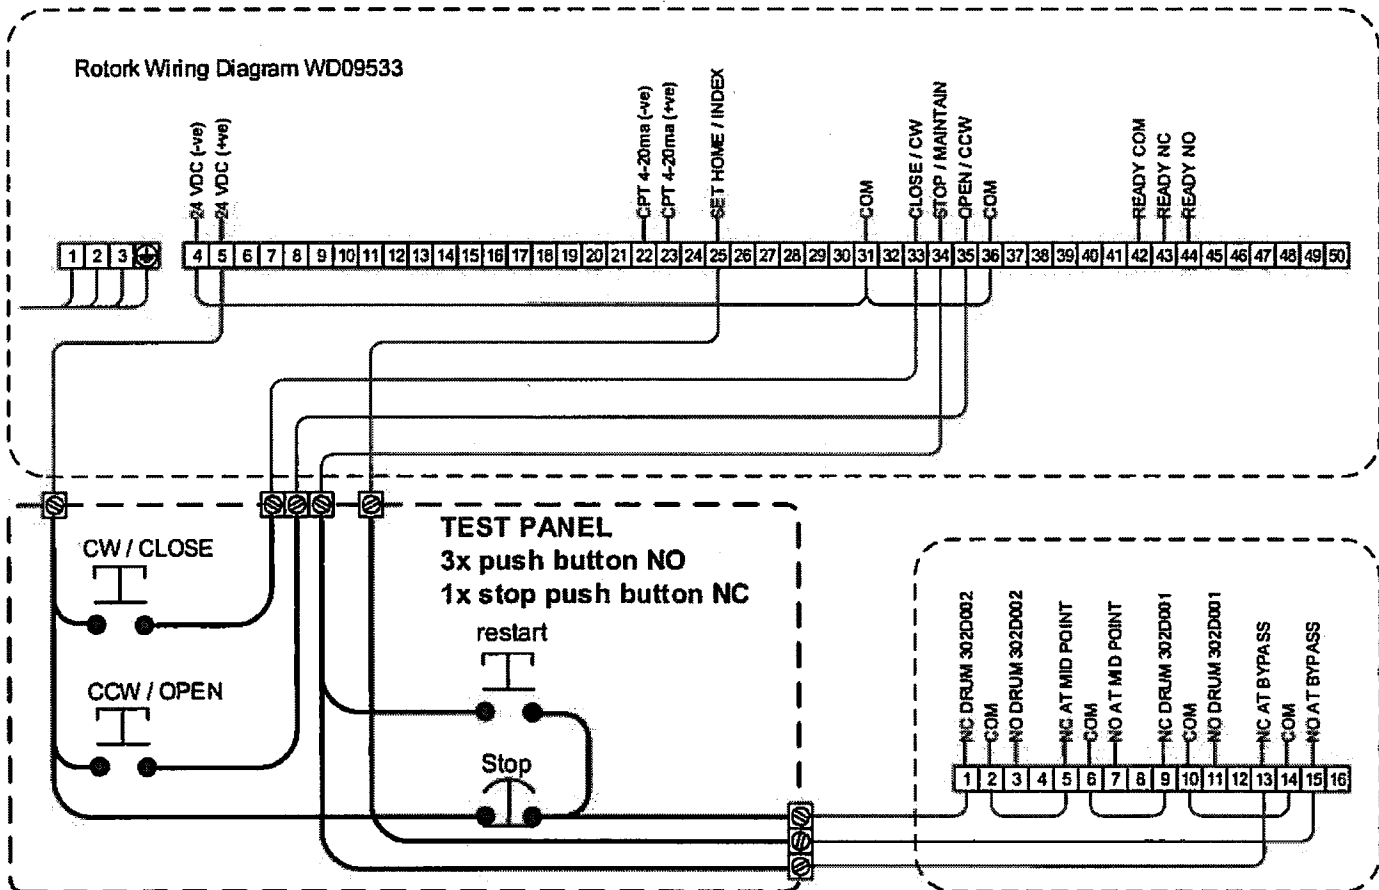 Rotork Wiring Diagram WD09533
24 VDC (-ve)
24 VDC (+ve)
CPT 4-20ma (-ve)
CPT 4-20ma (+ve)
SET HOME / INDEX
COM
CLOSE / CW
STOP / MAINTAIN
OPEN / CCW
COM
READY COM
READY NC
READY NO
1 2 3
4 5 6 7 8 9 10 11 12 13 14 15 16 17 18 19 20 21 22 23 24 25 26 27 28 29 30 31 32 33 34 35 36 37 38 39 40 41 42 43 44 45 46 47 48 49 50
TEST PANEL
3x push button NO
1x stop push button NC
CW / CLOSE
restart
CCW / OPEN
Stop
NC DRUM 302D002
COM
NO DRUM 302D002
NC AT MID POINT
COM
NO AT MID POINT
NC DRUM 302D001
COM
NO DRUM 302D001
NC AT BYPASS
COM
NO AT BYPASS
1 2 3 4 5 6 7 8 9 10 11 12 13 14 15 16